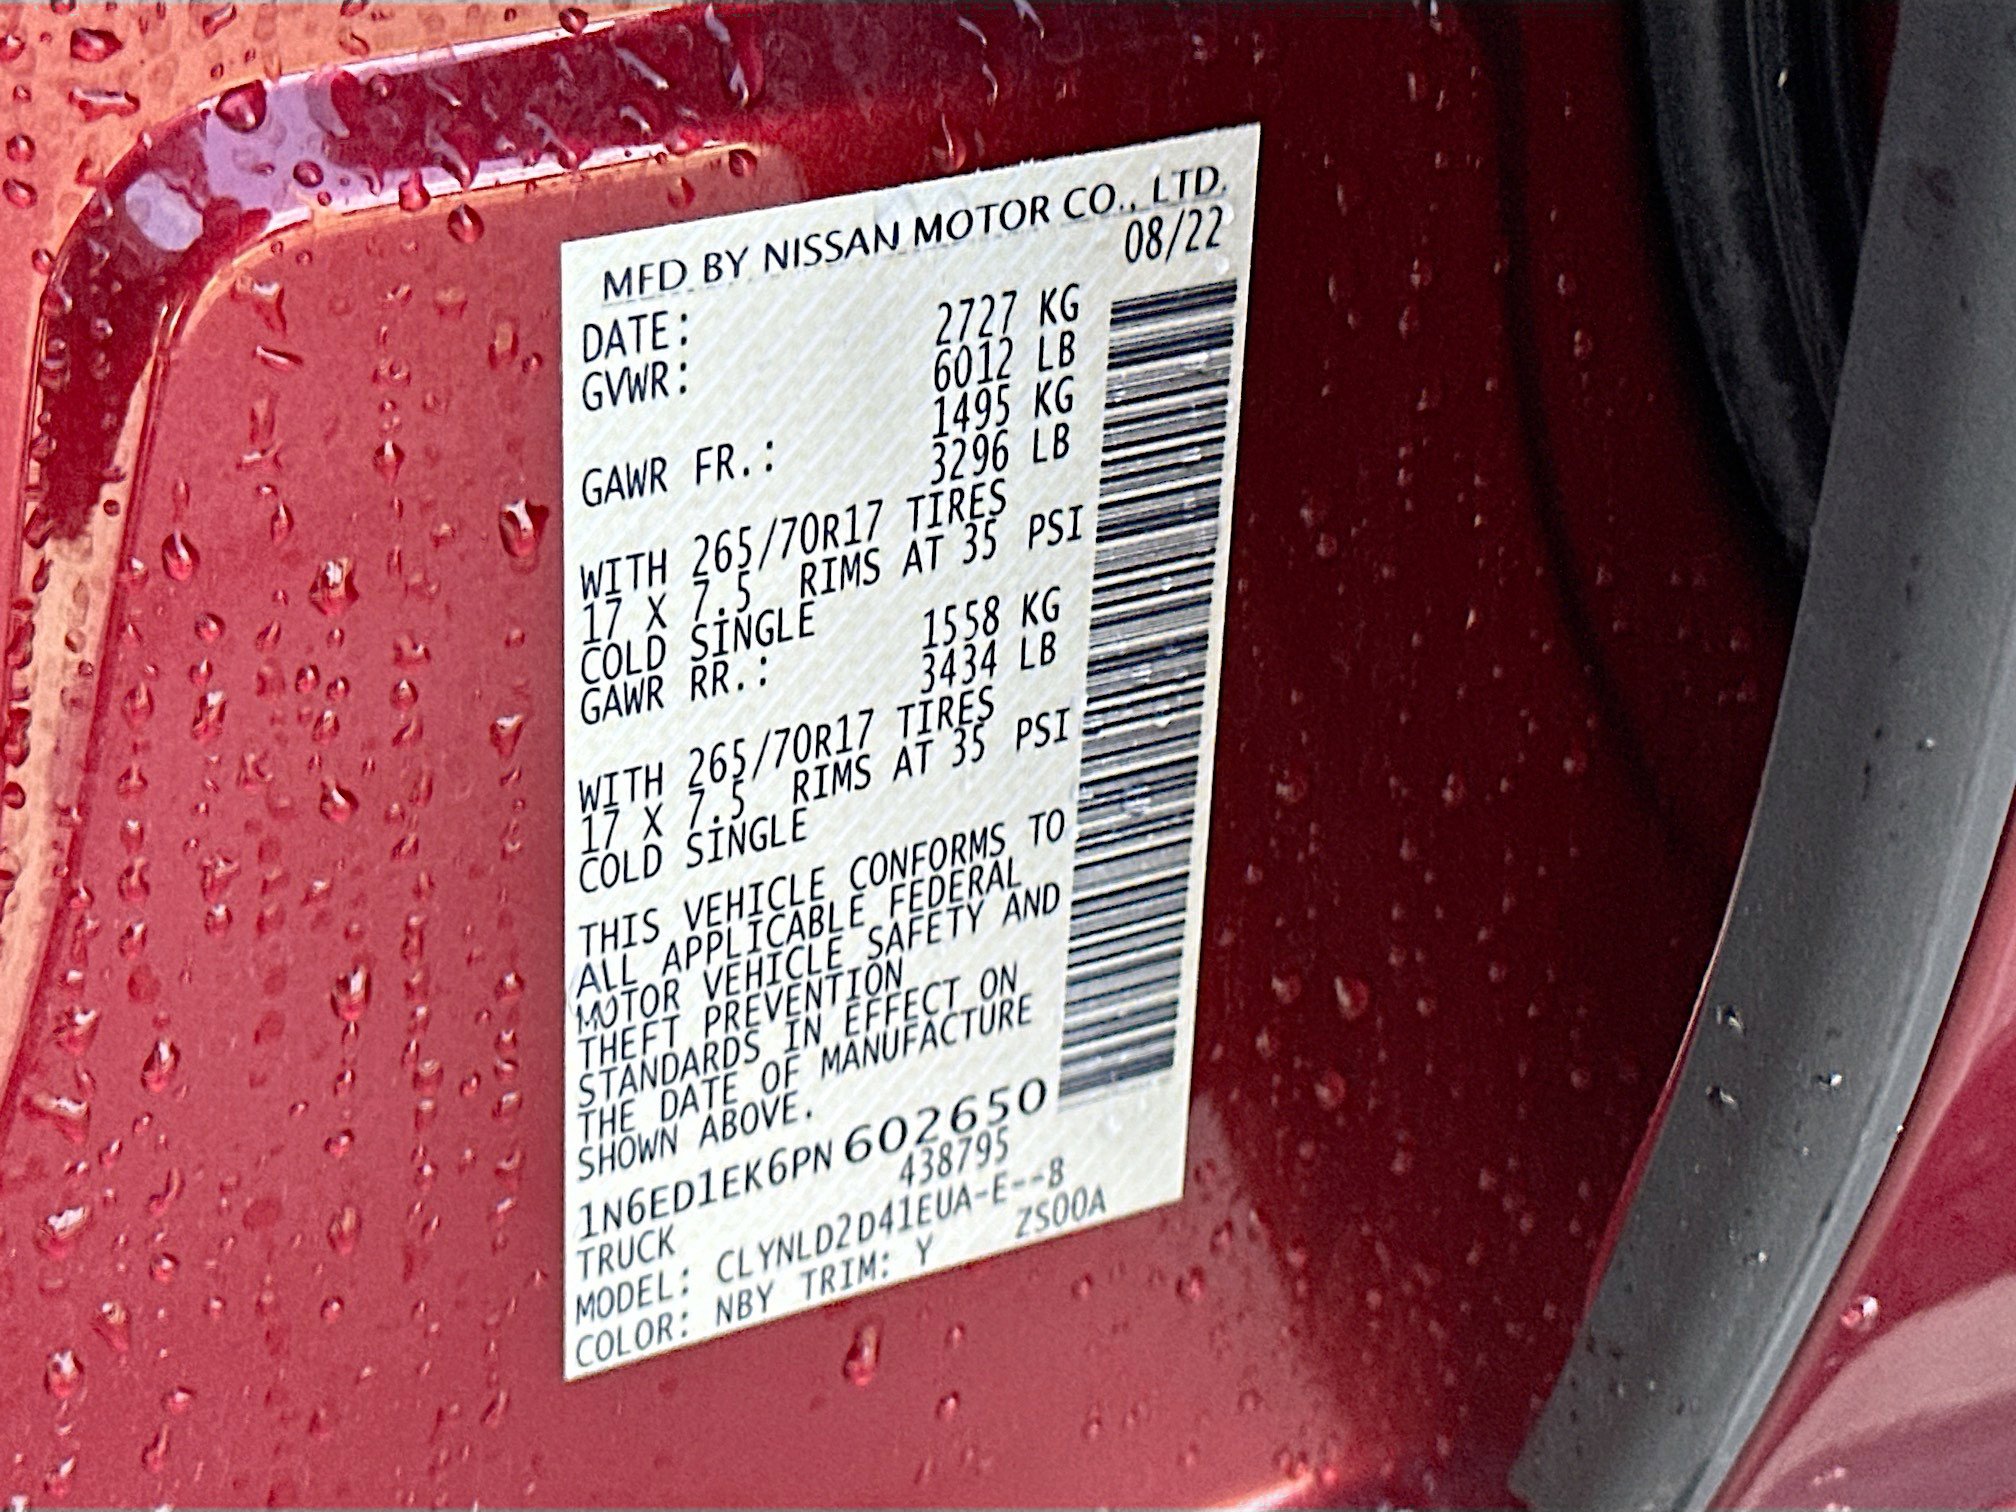 MFD BY NISSAN MOTOR CO., LTD.
DATE: 08/22
GVWR: 2727 KG
6012 LB
GAWR FR.: 1495 KG
3296 LB
WITH 265/70R17 TIRES
17 X 7.5 RIMS AT 35 PSI
COLD SINGLE
GAWR RR.: 1558 KG
3434 LB
WITH 265/70R17 TIRES
17 X 7.5 RIMS AT 35 PSI
COLD SINGLE
THIS VEHICLE CONFORMS TO
ALL APPLICABLE FEDERAL
MOTOR VEHICLE SAFETY AND
THEFT PREVENTION
STANDARDS IN EFFECT ON
THE DATE OF MANUFACTURE
SHOWN ABOVE.
1N6ED1EK6PN602650
TRUCK 438795
MODEL: CLYNLD2D41EUA-E--B
COLOR: NBY TRIM: Y ZS00A